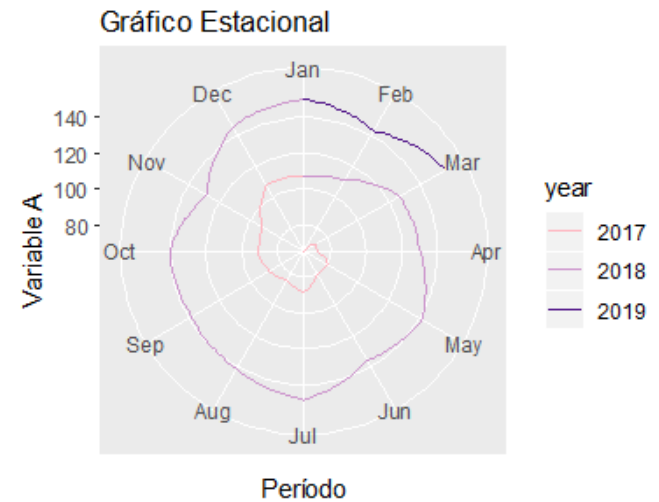 Gráfico Estacional
Jan
Feb
Mar
Apr
May
Jun
Jul
Aug
Sep
Oct
Nov
Dec
140
120
100
80
Variable A
Período
year
2017
2018
2019